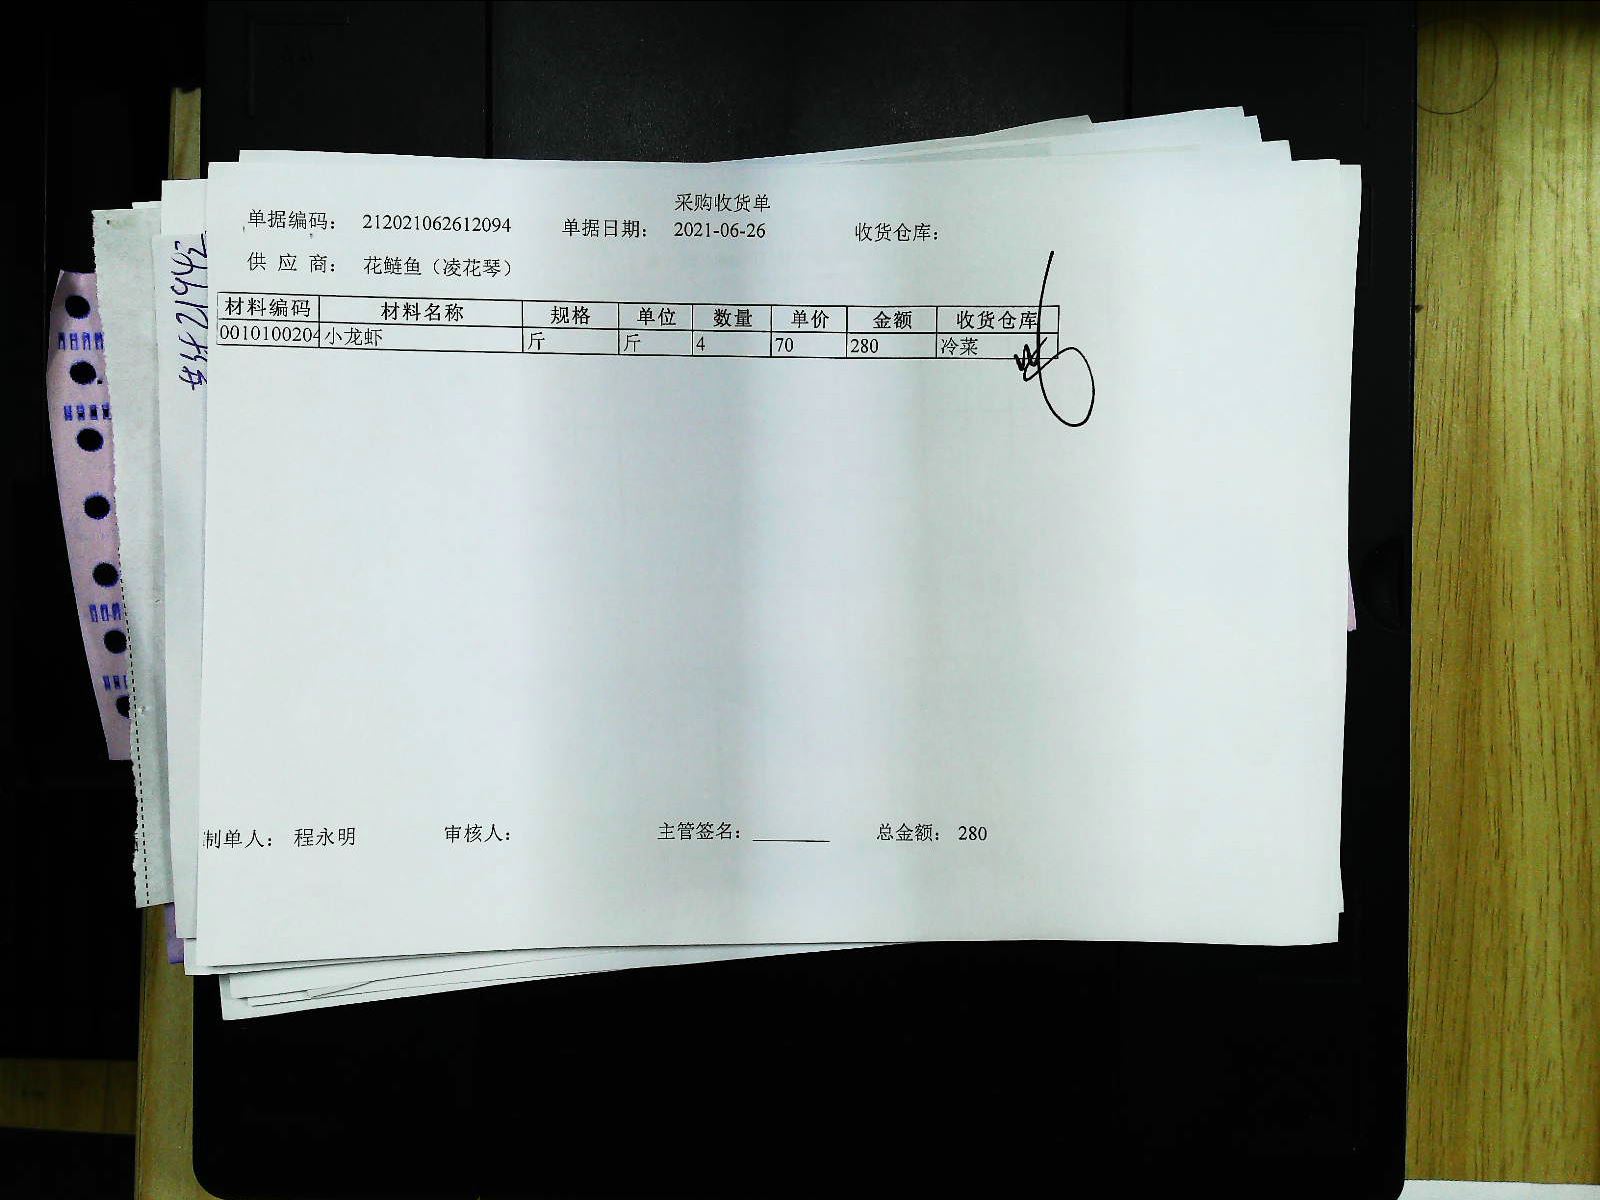 采购收货单
单据编码： 212021062612094 单据日期： 2021-06-26 收货仓库：
供 应 商： 花鲢鱼（凌花琴）
材料编码 材料名称 规格 单位 数量 单价 金额 收货仓库
0010100204 小龙虾 斤 斤 4 70 280 冷菜
制单人： 程永明 审核人： 主管签名： 总金额： 280